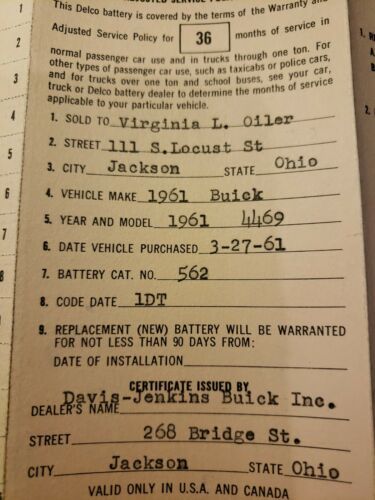 1
This Delco battery is covered by the terms of the Warranty and
Adjusted Service Policy for 36 months of service in
normal passenger car use and in trucks through one ton. For
other types of passenger car use, such as taxicabs or police cars,
and for trucks over one ton and school buses, see your car,
truck or Delco battery dealer to determine the months of service
applicable to your particular vehicle.
1. SOLD TO Virginia L. Oiler
2. STREET 111 S.Locust St
3. CITY Jackson STATE Ohio
4. VEHICLE MAKE 1961 Buick
5. YEAR AND MODEL 1961 4469
6. DATE VEHICLE PURCHASED 3-27-61
7. BATTERY CAT. NO. 562
8. CODE DATE 1DT
9. REPLACEMENT (NEW) BATTERY WILL BE WARRANTED
FOR NOT LESS THAN 90 DAYS FROM:
DATE OF INSTALLATION
CERTIFICATE ISSUED BY
DEALER'S NAME Davis-Jenkins Buick Inc.
STREET 268 Bridge St.
CITY Jackson STATE Ohio
VALID ONLY IN U.S.A. AND CANADA
2
3
4
5
7
8